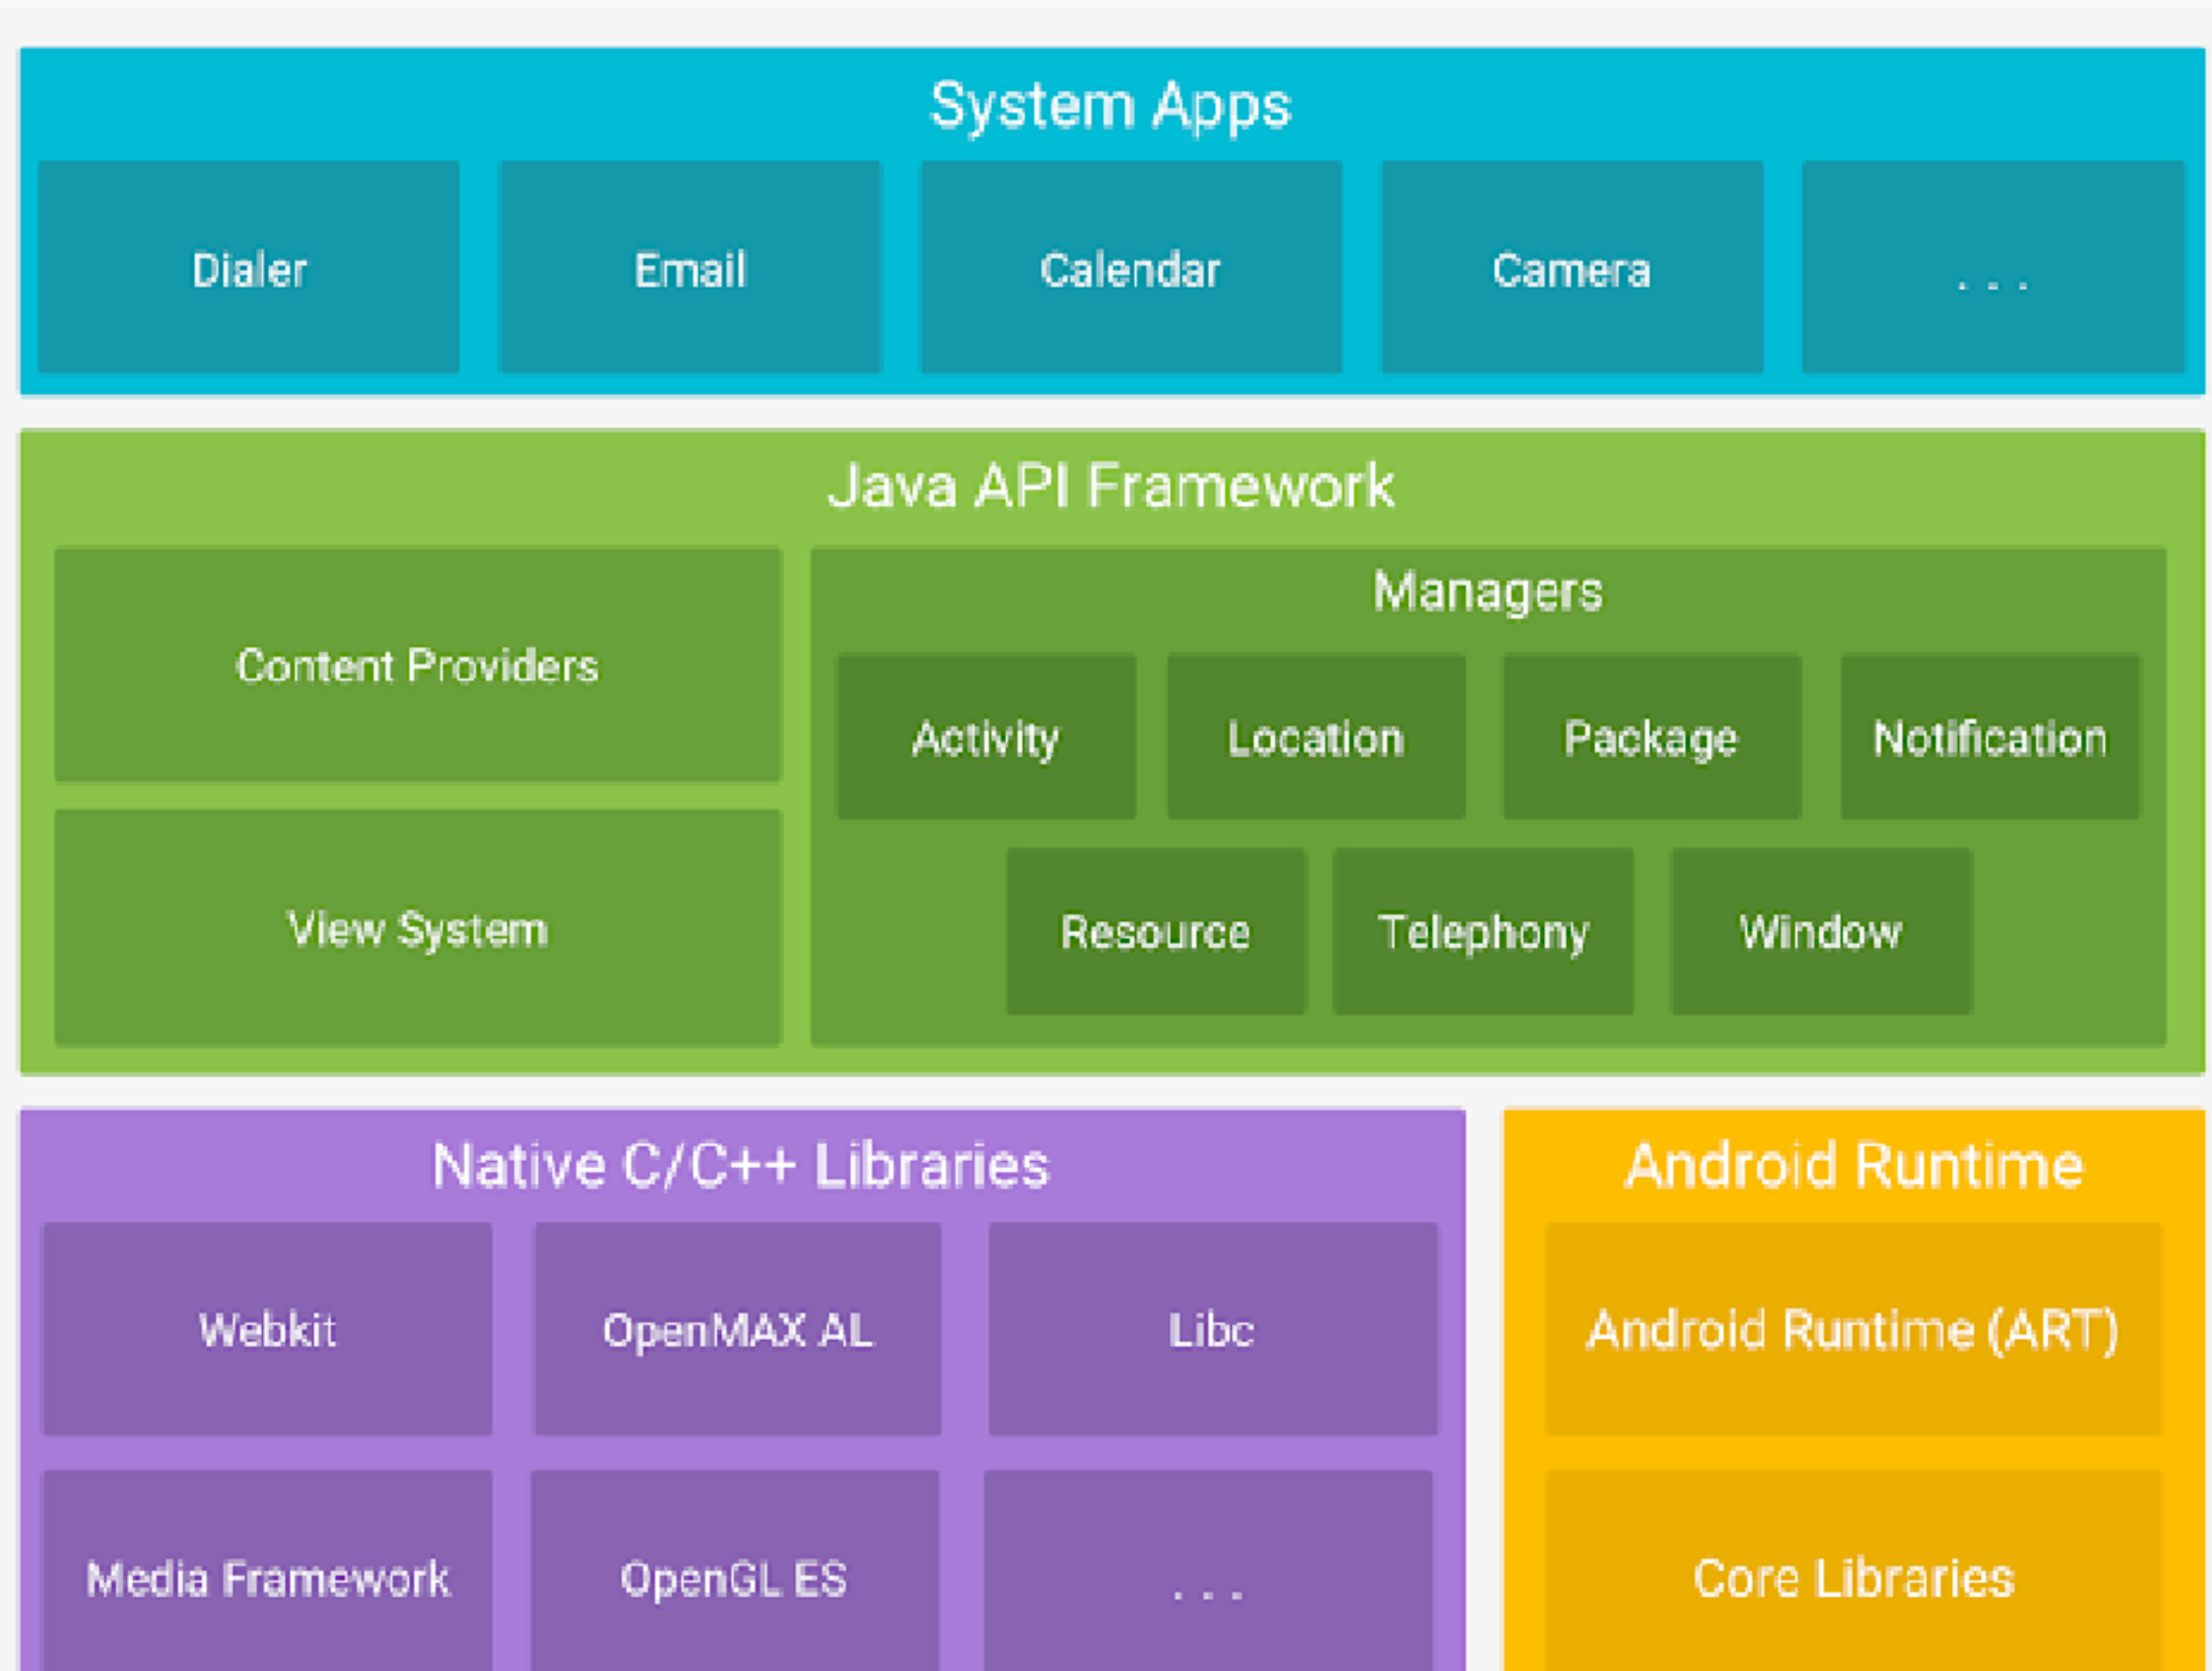 System Apps
Dialer
Email
Calendar
Camera
. . .
Java API Framework
Content Providers
View System
Managers
Activity
Location
Package
Notification
Resource
Telephony
Window
Native C/C++ Libraries
Webkit
OpenMAX AL
Libc
Media Framework
OpenGL ES
. . .
Android Runtime
Android Runtime (ART)
Core Libraries